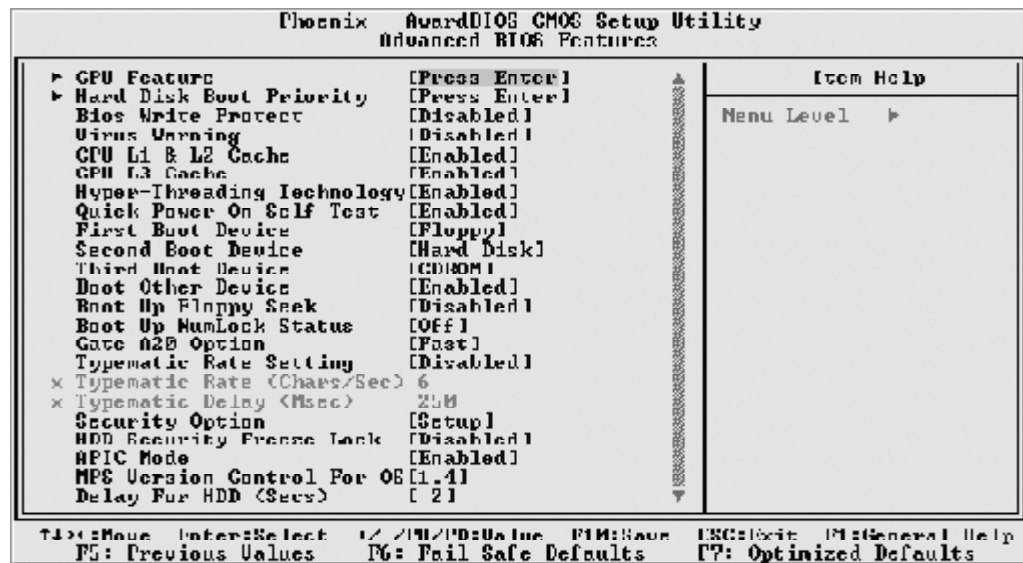 Phoenix - AwardBIOS CMOS Setup Utility
Advanced BIOS Features
► CPU Feature [Press Enter]
► Hard Disk Boot Priority [Press Enter]
Bios Write Protect [Disabled]
Virus Warning [Disabled]
CPU L1 & L2 Cache [Enabled]
CPU L3 Cache [Enabled]
Hyper-Threading Technology[Enabled]
Quick Power On Self Test [Enabled]
First Boot Device [Floppy]
Second Boot Device [Hard Disk]
Third Boot Device [CDROM]
Boot Other Device [Enabled]
Boot Up Floppy Seek [Disabled]
Boot Up NumLock Status [Off]
Gate A20 Option [Fast]
Typematic Rate Setting [Disabled]
x Typematic Rate (Chars/Sec) 6
x Typematic Delay (Msec) 250
Security Option [Setup]
HDD Security Freeze Lock [Disabled]
APIC Mode [Enabled]
MPS Version Control For OS[1.4]
Delay For HDD (Secs) [ 2]
Item Help
Menu Level ►
↑↓→←:Move Enter:Select +/-/PU/PD:Value F10:Save ESC:Exit F1:General Help
F5: Previous Values F6: Fail Safe Defaults F7: Optimized Defaults